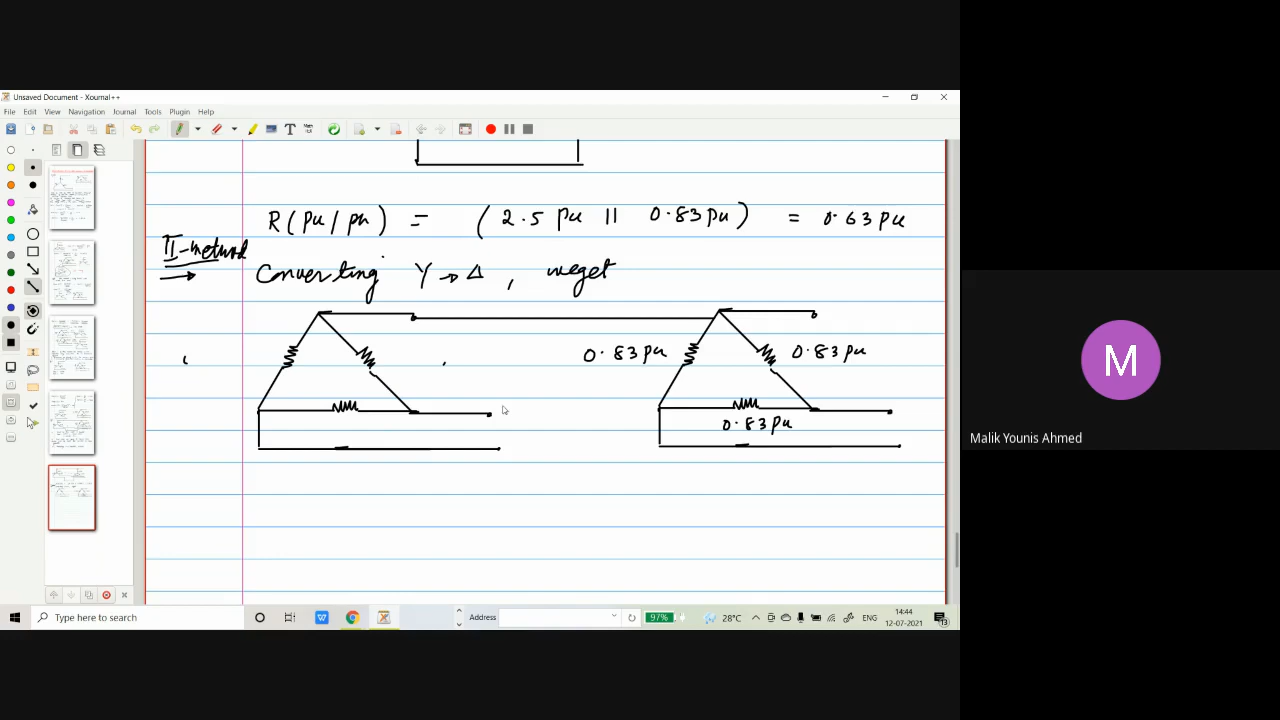 Unsaved Document - Xournal++
File Edit View Navigation Journal Tools Plugin Help
R(pu/pu) = (2.5 pu || 0.83 pu) = 0.63 pu
II-method
Converting Y → Δ, we get
0.83 pu 0.83 pu
0.83 pu
M
Malik Younis Ahmed
Type here to search
Address
97%
28°C
ENG
14:44
12-07-2021